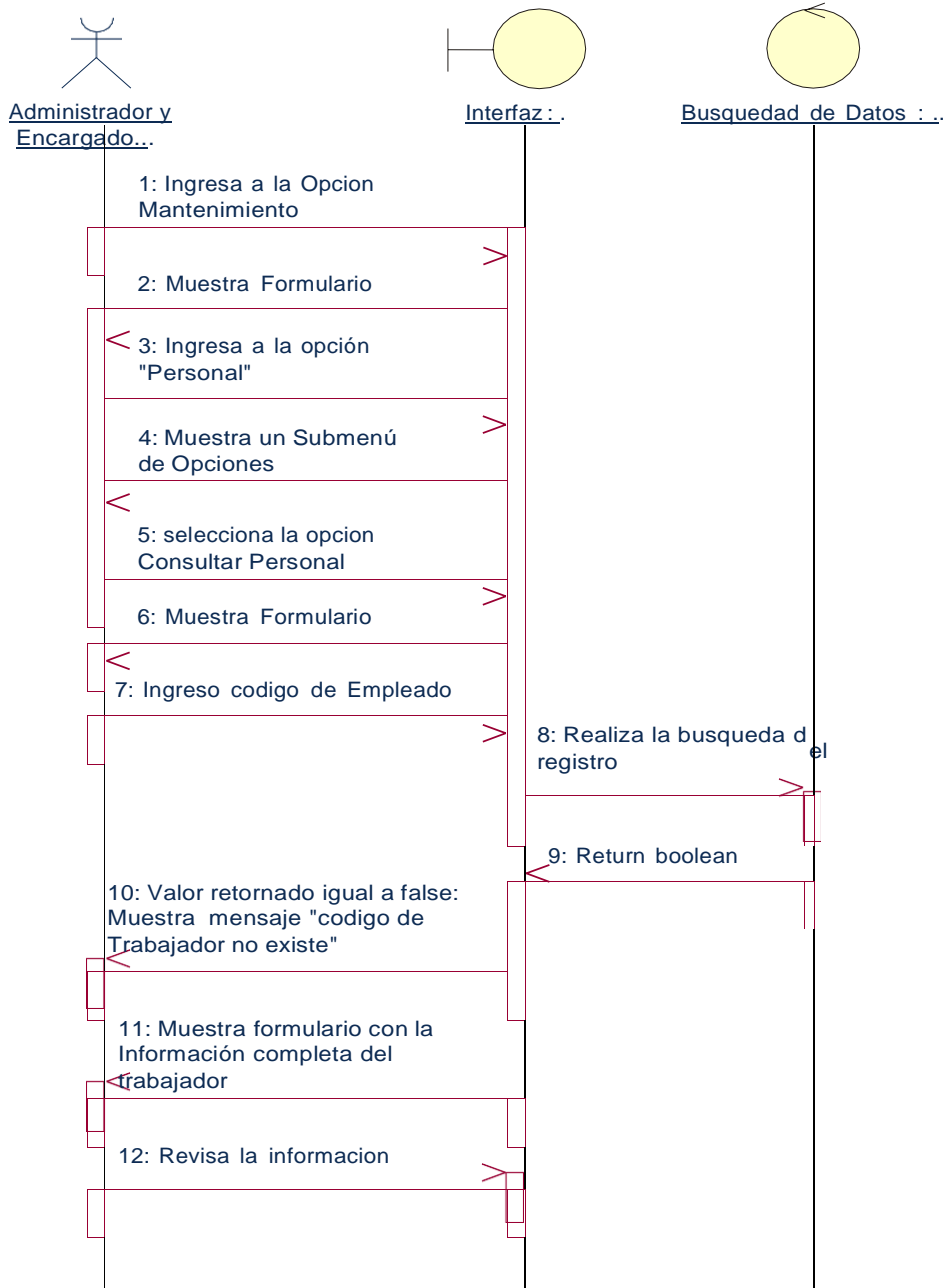 Administrador y
Encargado...
Interfaz : .
Busquedad de Datos : ..
1: Ingresa a la Opcion
Mantenimiento
2: Muestra Formulario
3: Ingresa a la opción
"Personal"
4: Muestra un Submenú
de Opciones
5: selecciona la opcion
Consultar Personal
6: Muestra Formulario
7: Ingreso codigo de Empleado
8: Realiza la busqueda del
registro
9: Return boolean
10: Valor retornado igual a false:
Muestra mensaje "codigo de
Trabajador no existe"
11: Muestra formulario con la
Información completa del
trabajador
12: Revisa la informacion